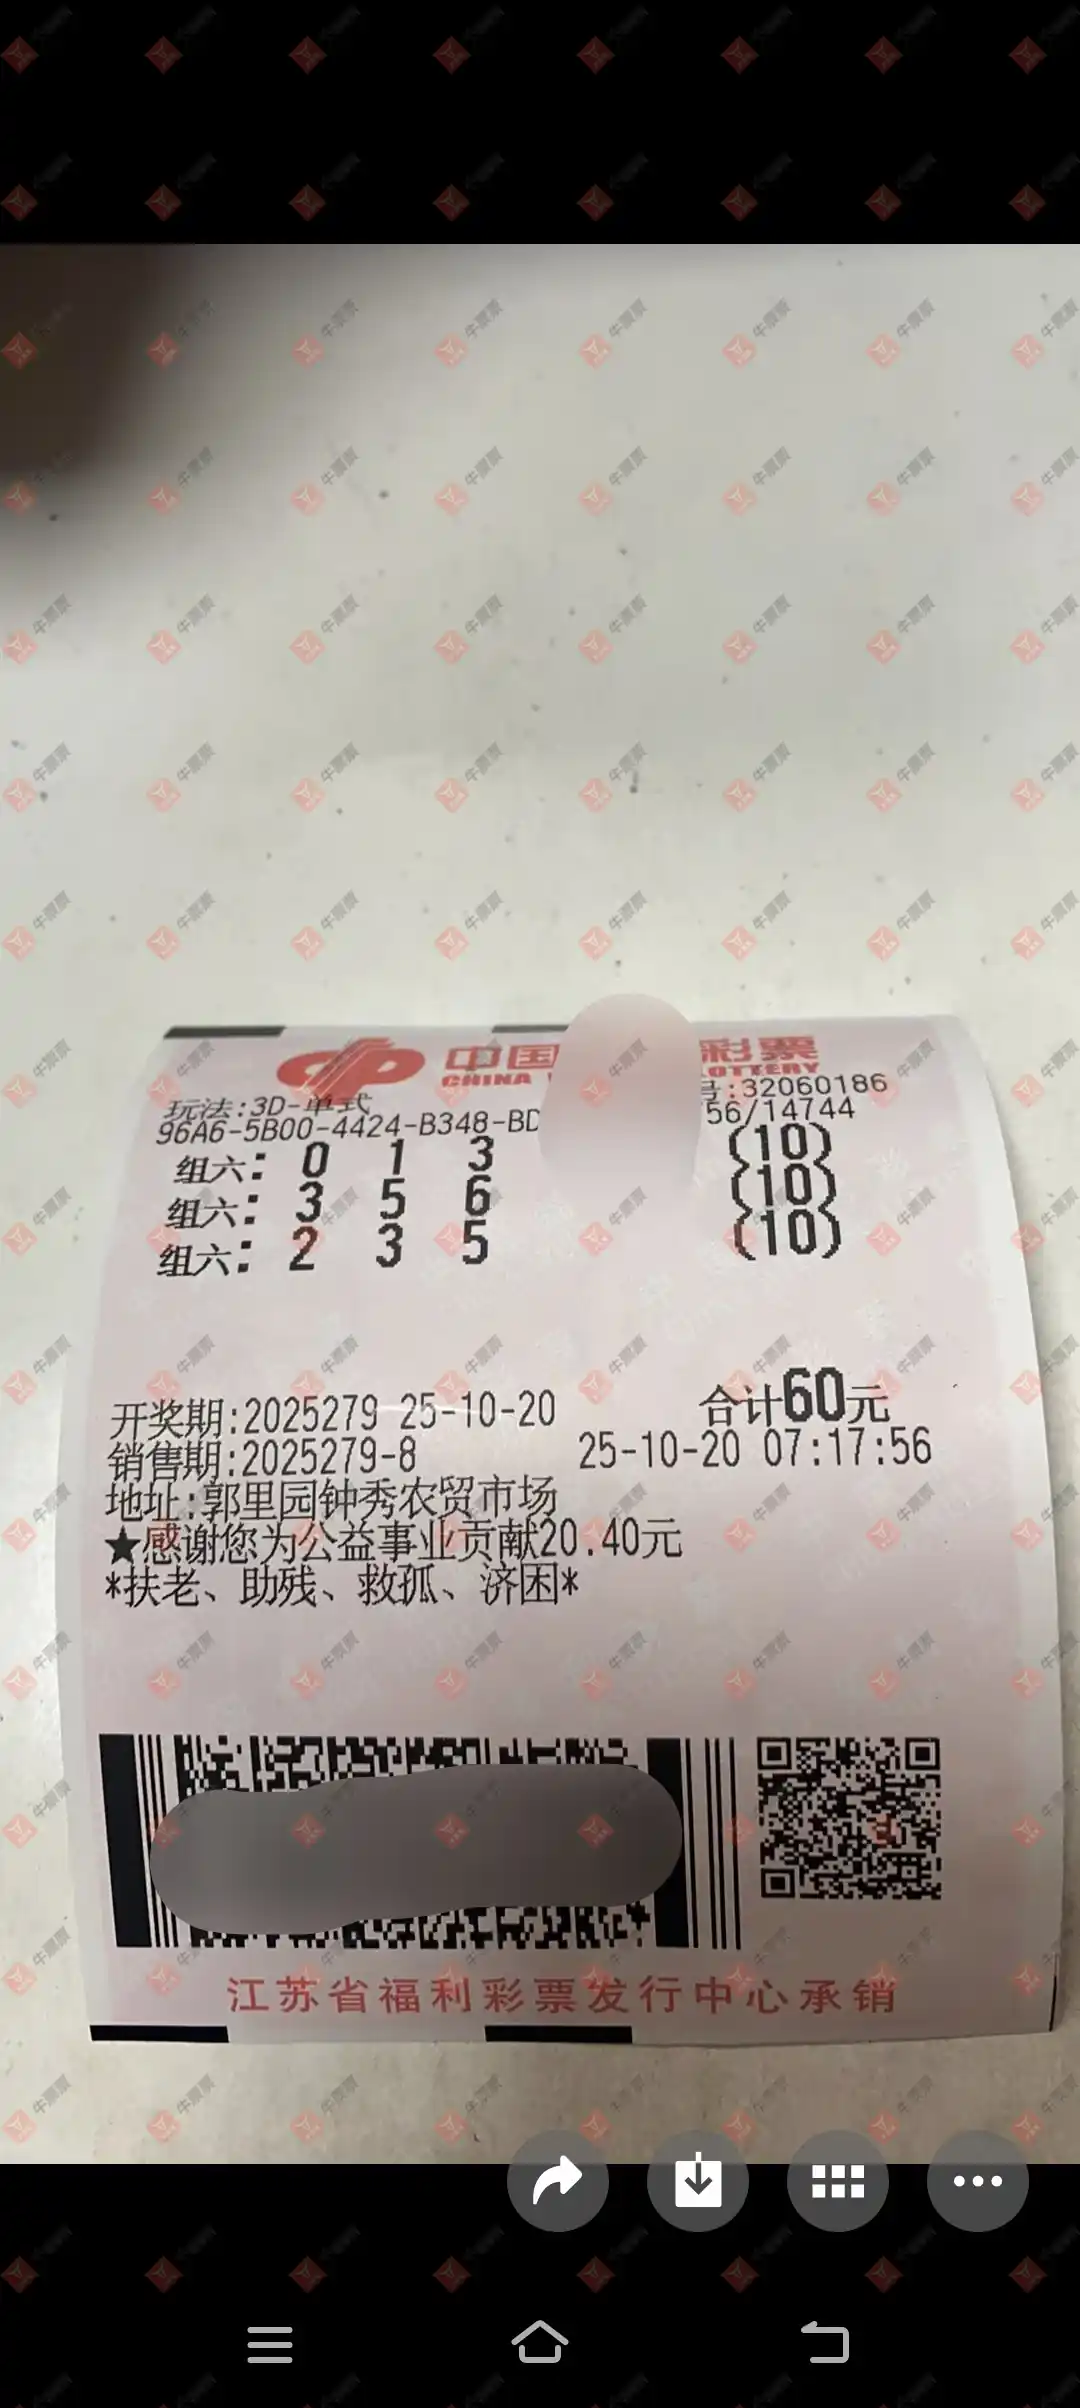 中国 彩票
CHINA LOTTERY
玩法:3D-单式 号:32060186
96A6-5B00-4424-B348-BD 56/14744
组六: 0 1 3 (10)
组六: 3 5 6 (10)
组六: 2 3 5 (10)
开奖期:2025279 25-10-20 合计60元
销售期:2025279-8 25-10-20 07:17:56
地址:郭里园钟秀农贸市场
★感谢您为公益事业贡献20.40元
*扶老、助残、救孤、济困*
江苏省福利彩票发行中心承销
牛票票